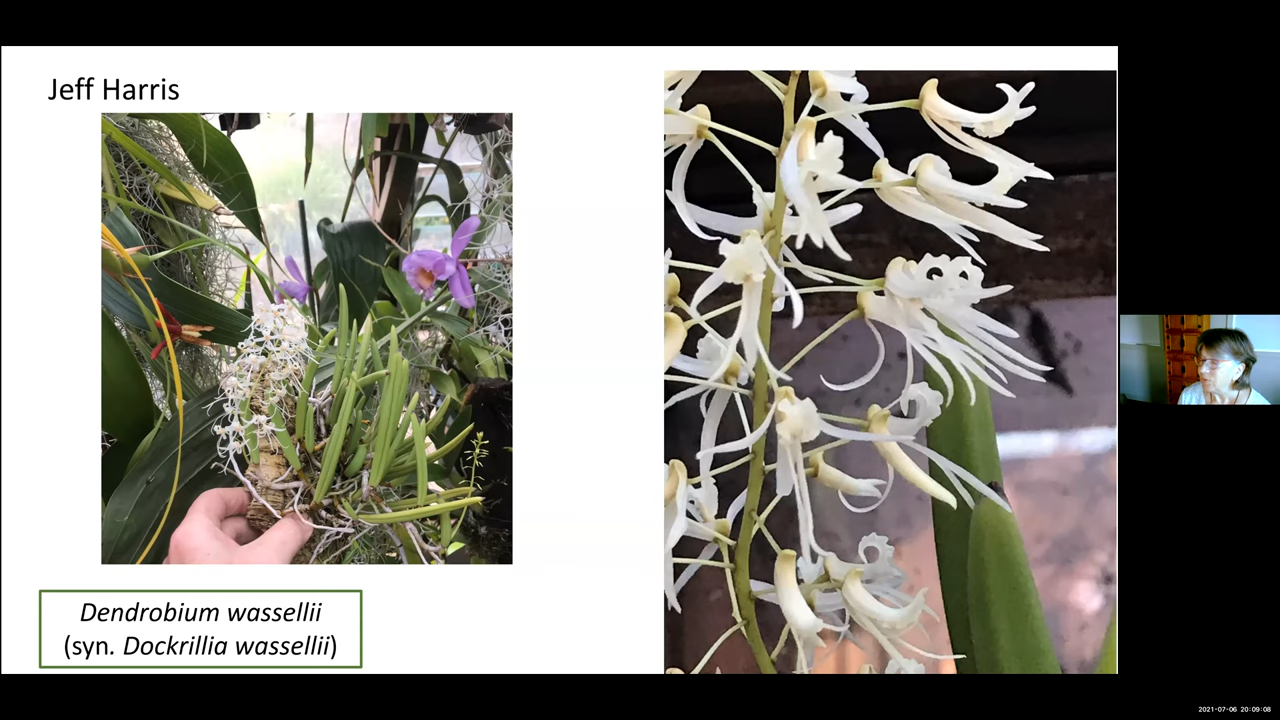 Jeff Harris
Dendrobium wassellii
(syn. Dockrillia wassellii)
2021-07-06 20:09:08